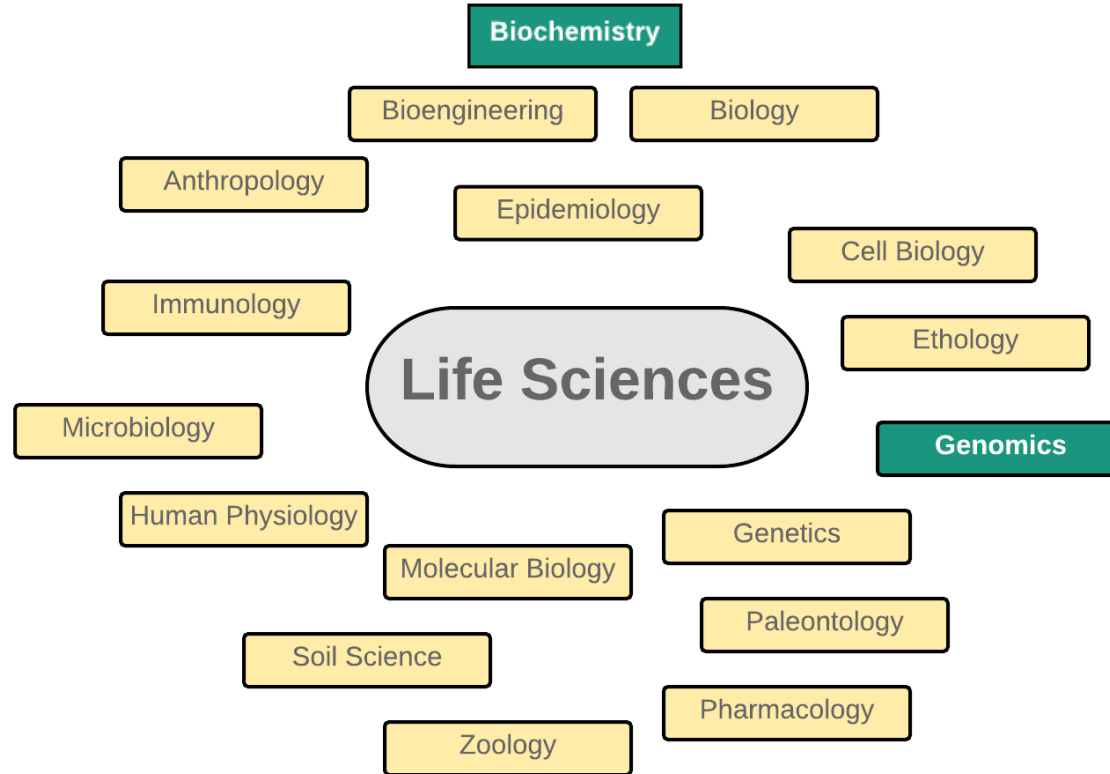 Biochemistry
Bioengineering
Biology
Anthropology
Epidemiology
Cell Biology
Immunology
Ethology
Life Sciences
Microbiology
Genomics
Human Physiology
Genetics
Molecular Biology
Paleontology
Soil Science
Pharmacology
Zoology